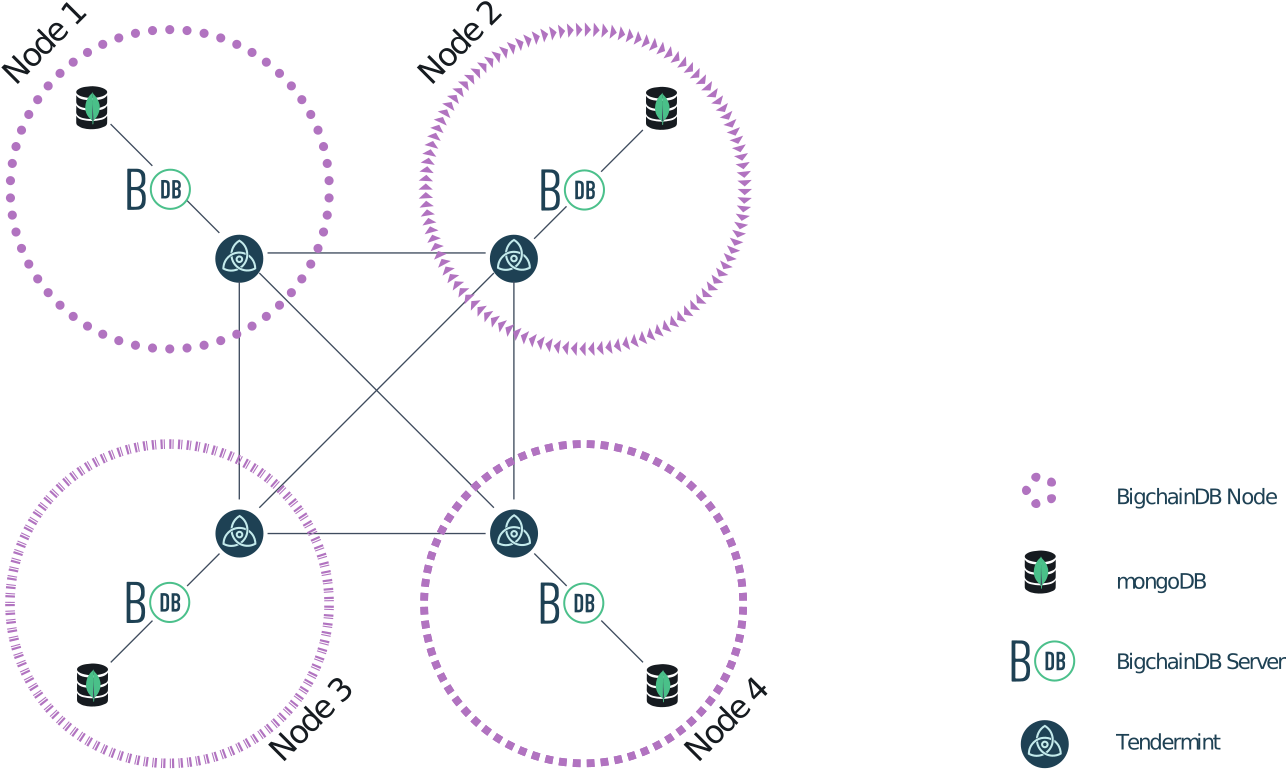 Node 1
Node 2
B DB
B DB
B DB
B DB
Node 3
Node 4
BigchainDB Node
mongoDB
B DB BigchainDB Server
Tendermint